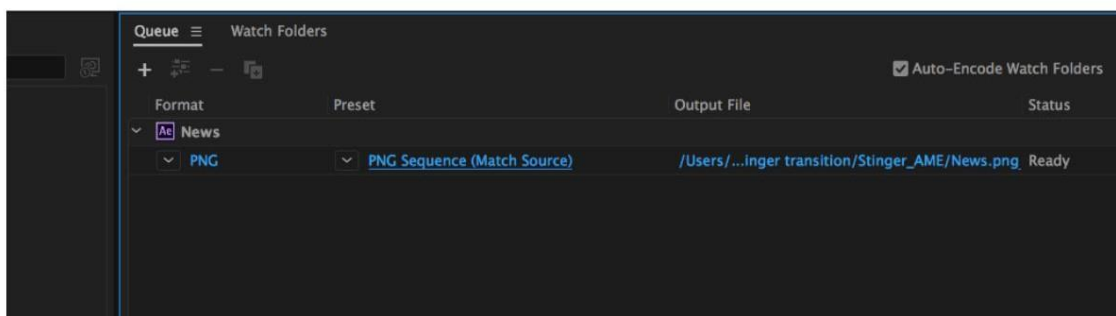 Queue ☰ Watch Folders
Auto-Encode Watch Folders
Format Preset Output File Status
Ae News
PNG PNG Sequence (Match Source) /Users/...inger transition/Stinger_AME/News.png Ready